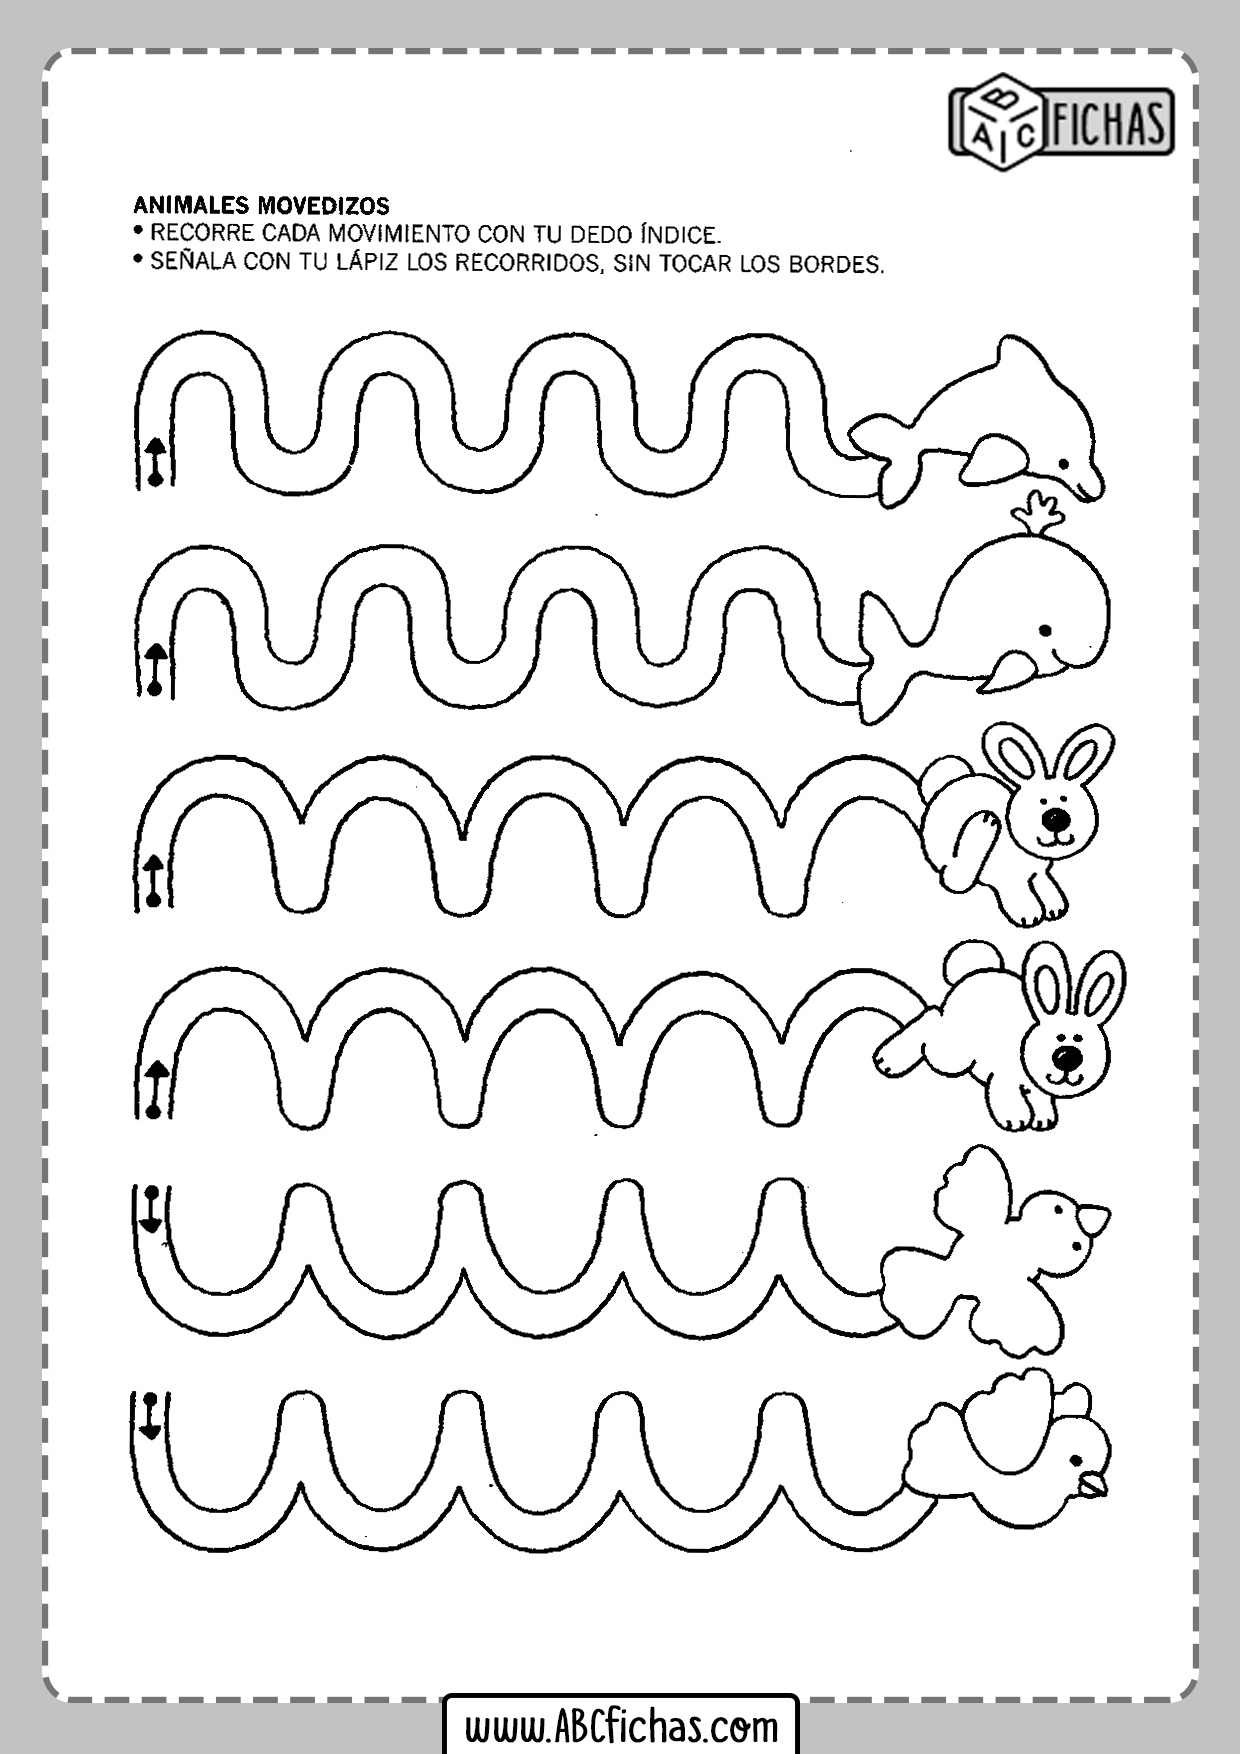 B
A C FICHAS
ANIMALES MOVEDIZOS
• RECORRE CADA MOVIMIENTO CON TU DEDO ÍNDICE.
• SEÑALA CON TU LÁPIZ LOS RECORRIDOS, SIN TOCAR LOS BORDES.
www.ABCfichas.com